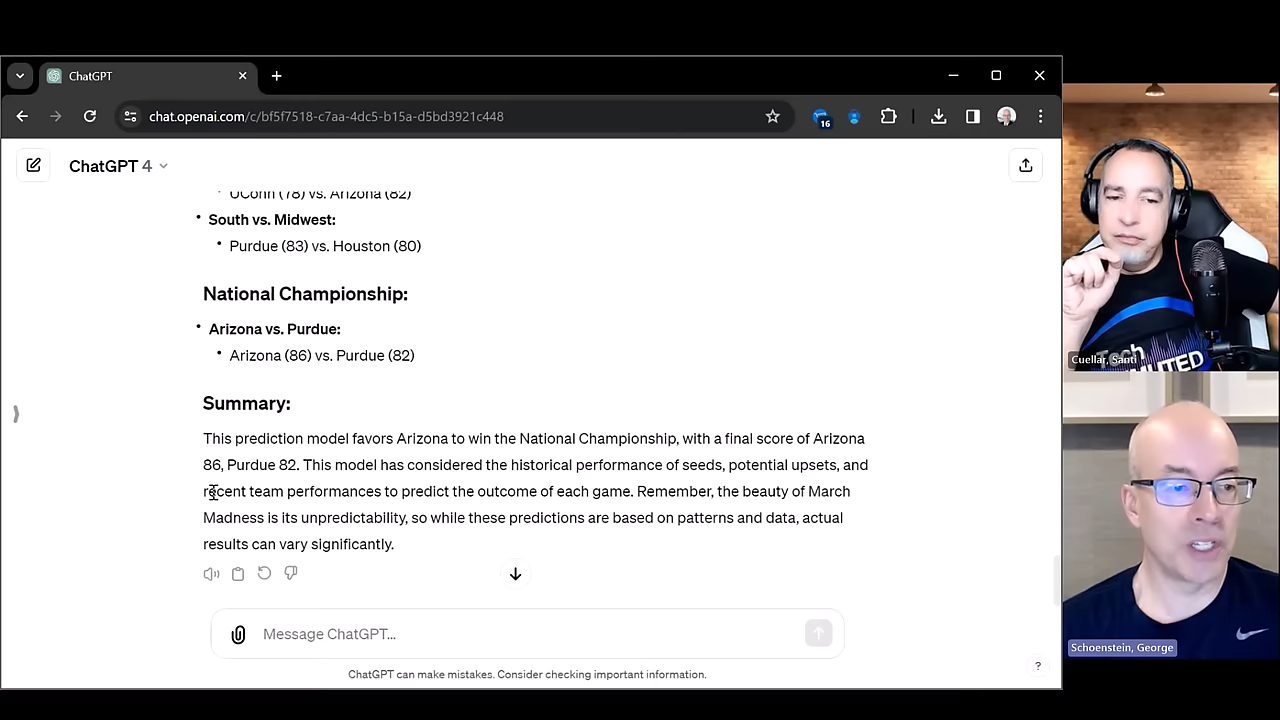 ChatGPT
chat.openai.com/c/bf5f7518-c7aa-4dc5-b15a-d5bd3921c448
16
ChatGPT 4
UConn (78) vs. Arizona (82)
South vs. Midwest:
Purdue (83) vs. Houston (80)
National Championship:
Arizona vs. Purdue:
Arizona (86) vs. Purdue (82)
Summary:
This prediction model favors Arizona to win the National Championship, with a final score of Arizona
86, Purdue 82. This model has considered the historical performance of seeds, potential upsets, and
recent team performances to predict the outcome of each game. Remember, the beauty of March
Madness is its unpredictability, so while these predictions are based on patterns and data, actual
results can vary significantly.
Message ChatGPT...
ChatGPT can make mistakes. Consider checking important information.
?
Cuellar, Santi
Schoenstein, George